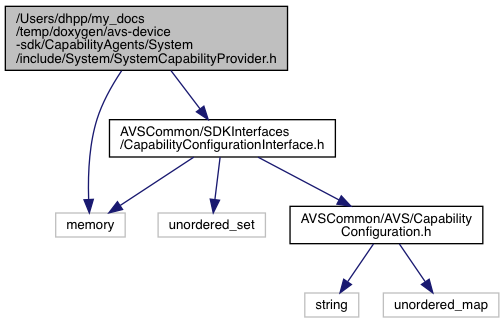 /Users/dhpp/my_docs
/temp/doxygen/avs-device
-sdk/CapabilityAgents/System
/include/System/SystemCapabilityProvider.h
AVSCommon/SDKInterfaces
/CapabilityConfigurationInterface.h
memory
unordered_set
AVSCommon/AVS/Capability
Configuration.h
string
unordered_map